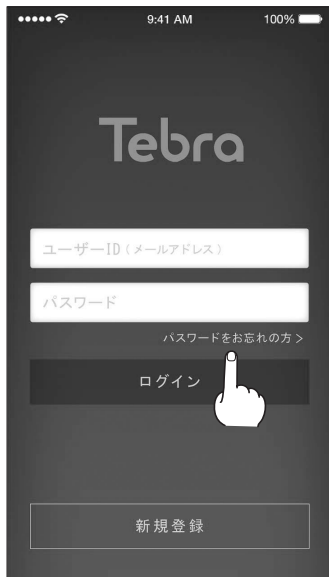 9:41 AM 100%
Tebra
ユーザーID（メールアドレス）
パスワード
パスワードをお忘れの方 >
ログイン
新規登録